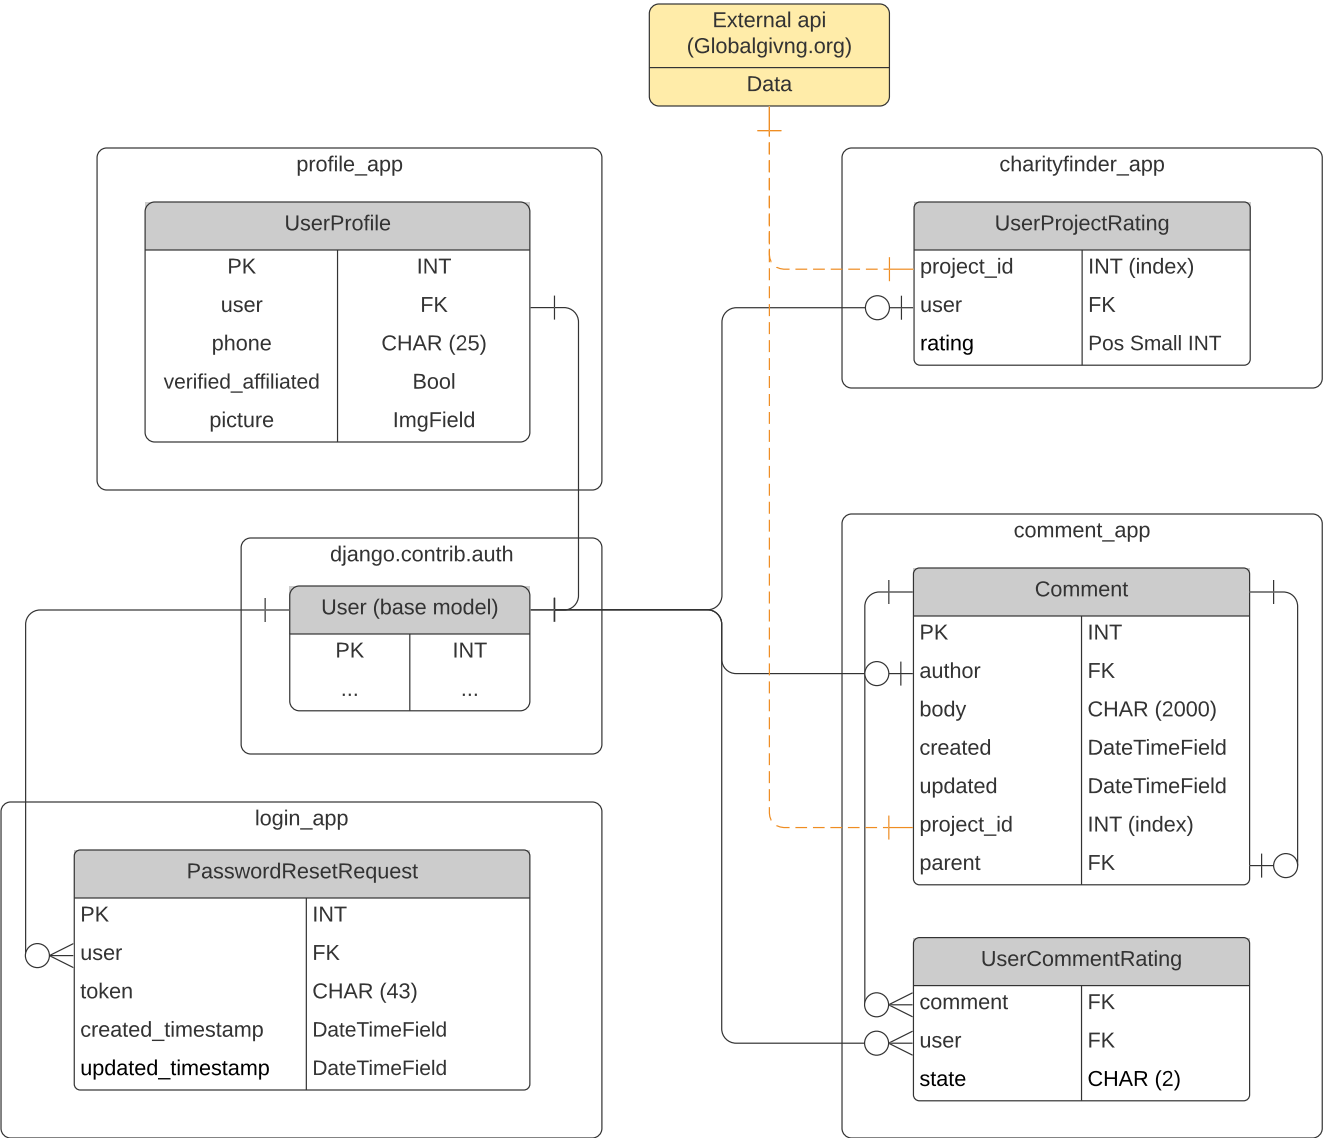 External api
(Globalgivng.org)
Data
profile_app
UserProfile
PK INT
user FK
phone CHAR (25)
verified_affiliated Bool
picture ImgField
charityfinder_app
UserProjectRating
project_id INT (index)
user FK
rating Pos Small INT
django.contrib.auth
User (base model)
PK INT
... ...
comment_app
Comment
PK INT
author FK
body CHAR (2000)
created DateTimeField
updated DateTimeField
project_id INT (index)
parent FK
login_app
PasswordResetRequest
PK INT
user FK
token CHAR (43)
created_timestamp DateTimeField
updated_timestamp DateTimeField
UserCommentRating
comment FK
user FK
state CHAR (2)